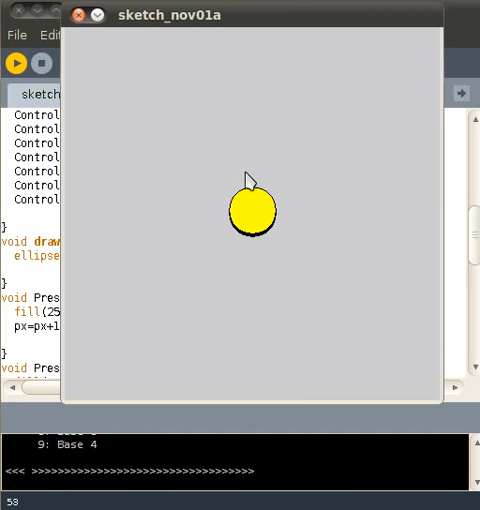 sketch_nov01a
File
Edit
sketch
Control
Control
Control
Control
Control
Control
Control
}
void draw
ellipse
}
void Pres
fill(25
px=px+1
}
void Pres
9: Base 4
<<< >>>>>>>>>>>>>>>>>>>>>>>>>>>>>>>>>>
53